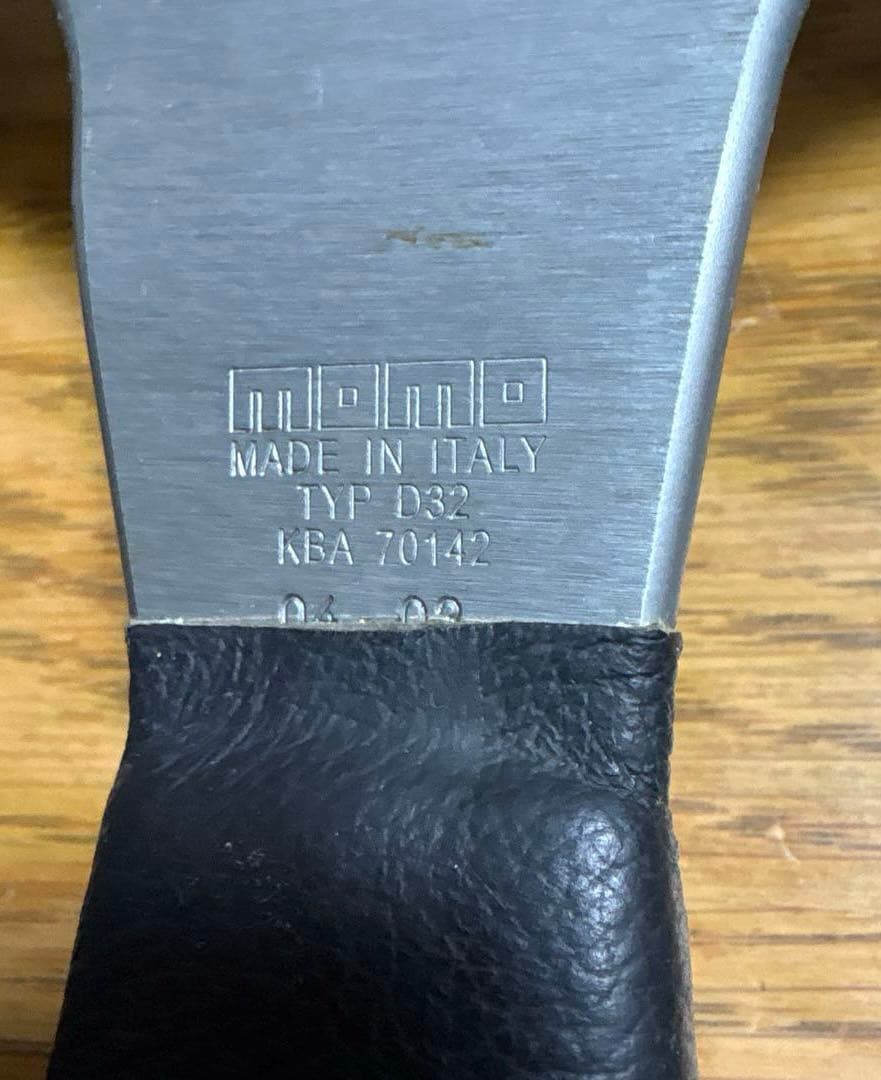 momo
MADE IN ITALY
TYP D32
KBA 70142